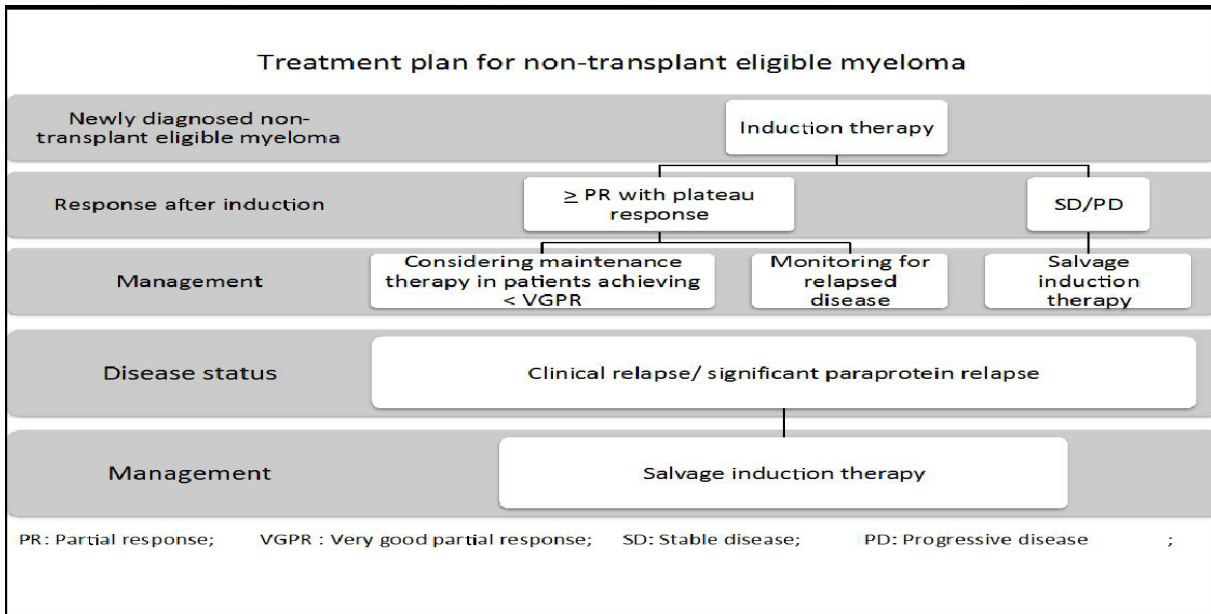 Treatment plan for non-transplant eligible myeloma
Newly diagnosed non-
transplant eligible myeloma
Induction therapy
Response after induction
≥ PR with plateau
response
SD/PD
Management
Considering maintenance
therapy in patients achieving
< VGPR
Monitoring for
relapsed
disease
Salvage
induction
therapy
Disease status
Clinical relapse/ significant paraprotein relapse
Management
Salvage induction therapy
PR: Partial response; VGPR : Very good partial response; SD: Stable disease; PD: Progressive disease ;